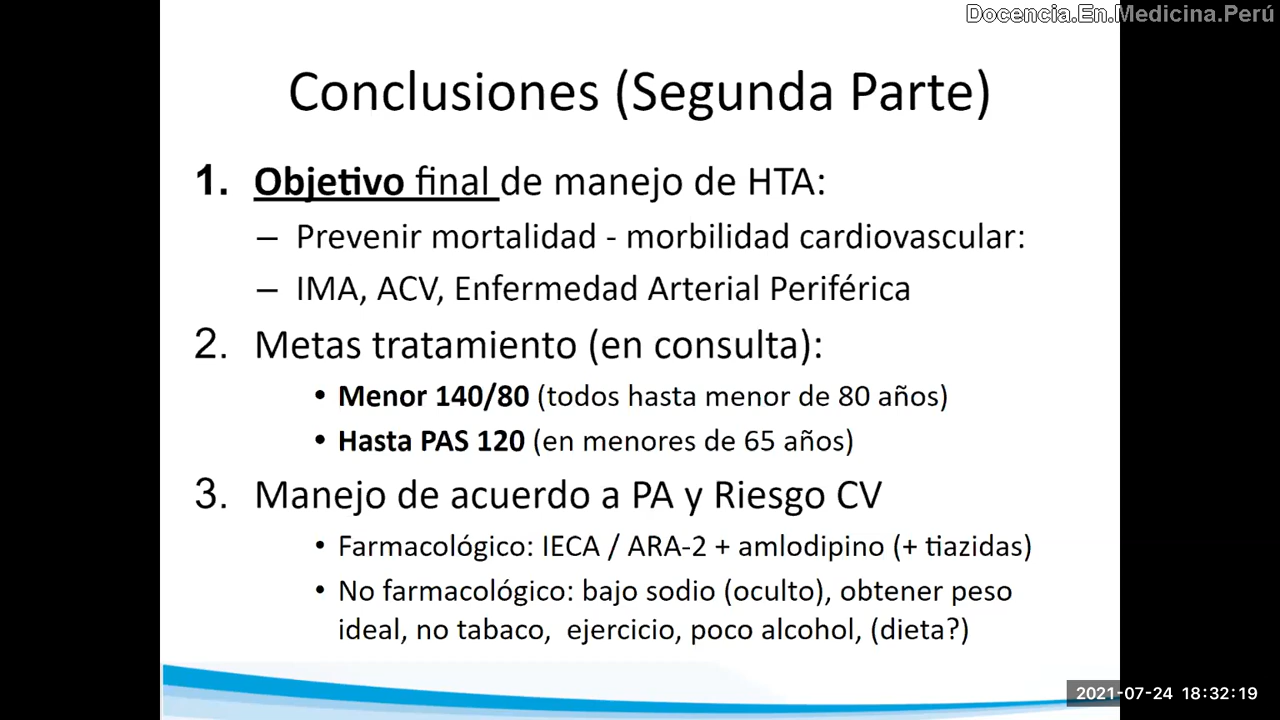 Docencia.En.Medicina.Perú
Conclusiones (Segunda Parte)
1. Objetivo final de manejo de HTA:
– Prevenir mortalidad - morbilidad cardiovascular:
– IMA, ACV, Enfermedad Arterial Periférica
2. Metas tratamiento (en consulta):
• Menor 140/80 (todos hasta menor de 80 años)
• Hasta PAS 120 (en menores de 65 años)
3. Manejo de acuerdo a PA y Riesgo CV
• Farmacológico: IECA / ARA-2 + amlodipino (+ tiazidas)
• No farmacológico: bajo sodio (oculto), obtener peso
ideal, no tabaco, ejercicio, poco alcohol, (dieta?)
2021-07-24 18:32:19